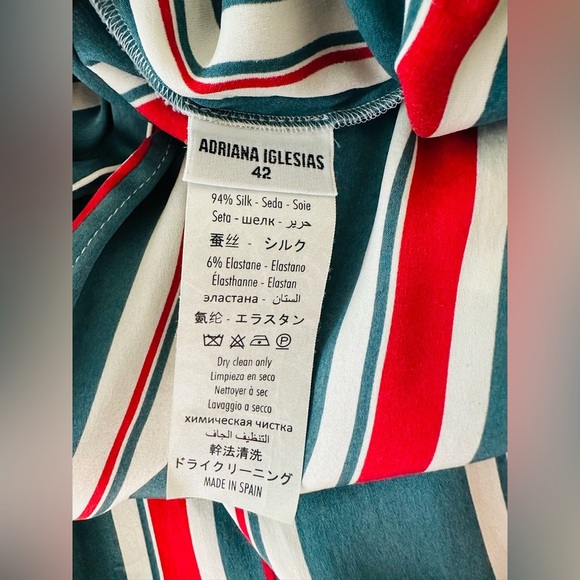 ADRIANA IGLESIAS
42
94% Silk - Seda - Soie
Seta - шелк - حرير
蚕丝 - シルク
6% Elastane - Elastano
Élasthanne - Elastan
эластана - الستان
氨纶 - エラスタン
Dry clean only
Limpieza en seco
Nettoyer à sec
Lavaggio a secco
химическая чистка
التنظيف الجاف
幹法清洗
ドライクリーニング
MADE IN SPAIN